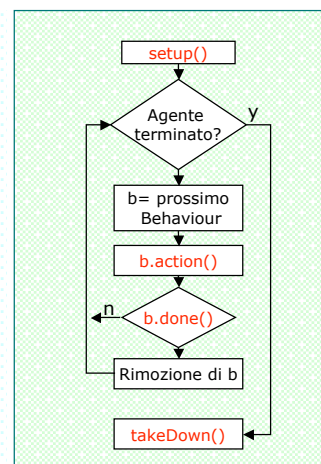 setup()
Agente
terminato?
y
b= prossimo
Behaviour
b.action()
n
b.done()
Rimozione di b
takeDown()